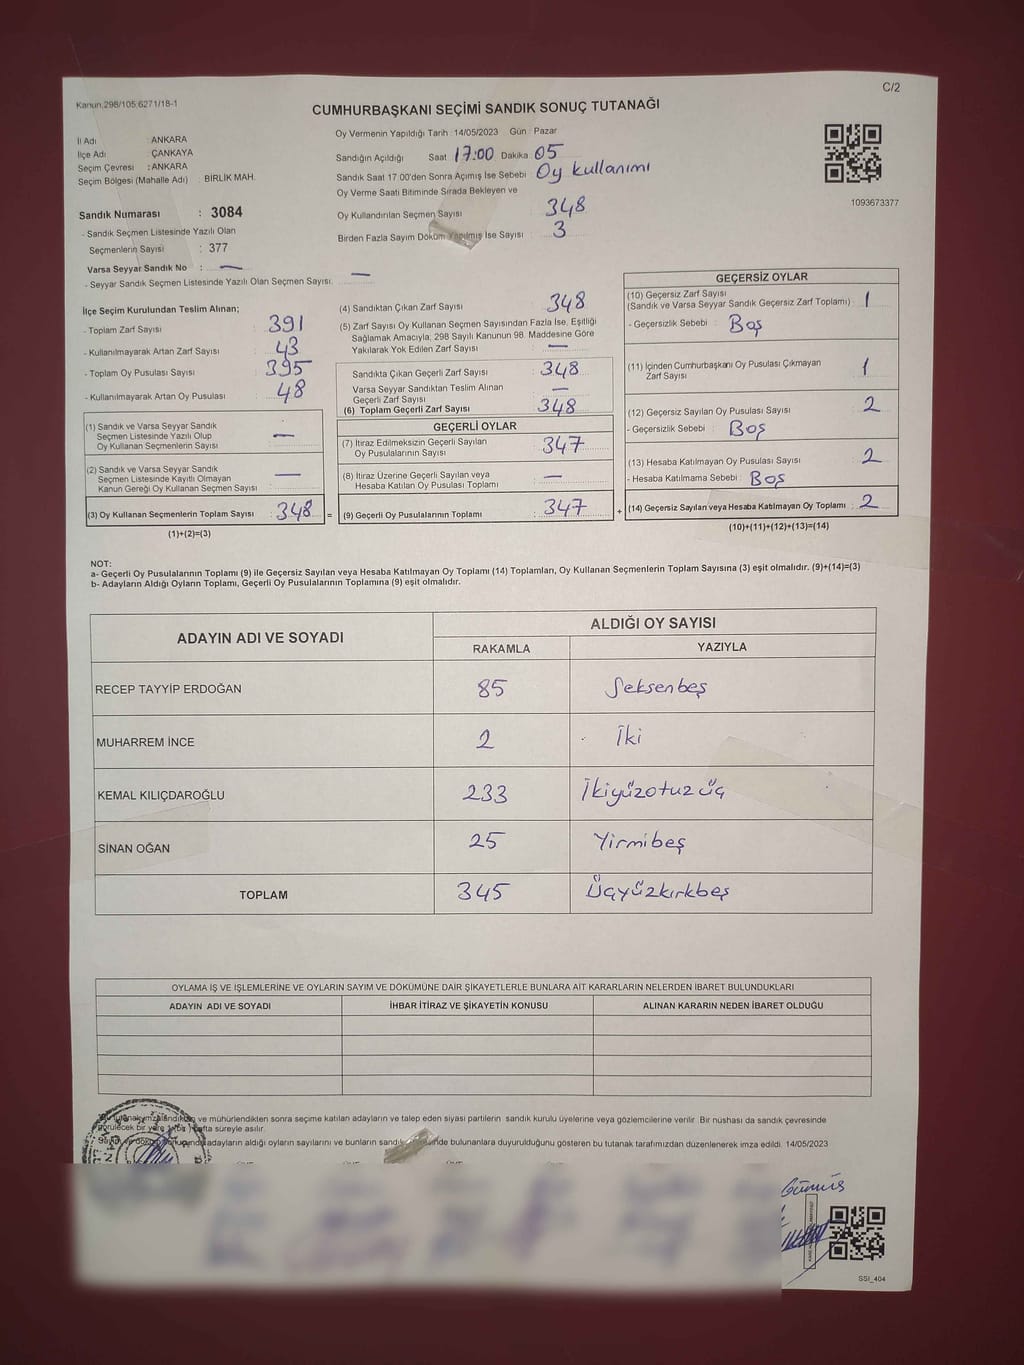 Kanun,298/105;6271/18-1
C/2
CUMHURBAŞKANI SEÇİMİ SANDIK SONUÇ TUTANAĞI
İl Adı : ANKARA
İlçe Adı : ÇANKAYA
Seçim Çevresi : ANKARA
Seçim Bölgesi (Mahalle Adı) : BİRLİK MAH.
Oy Vermenin Yapıldığı Tarih :14/05/2023 Gün : Pazar
Sandığın Açıldığı Saat 17:00 Dakika : 05
Sandık Saat 17.00'den Sonra Açımış İse Sebebi : Oy kullanımı
Oy Verme Saati Bitiminde Sırada Bekleyen ve
Oy Kullandırılan Seçmen Sayısı : 348
Birden Fazla Sayım Döküm Yapılmış İse Sayısı : 3
1093673377
Sandık Numarası : 3084
- Sandık Seçmen Listesinde Yazılı Olan
Seçmenlerin Sayısı : 377
Varsa Seyyar Sandık No : —
- Seyyar Sandık Seçmen Listesinde Yazılı Olan Seçmen Sayısı: —
İlçe Seçim Kurulundan Teslim Alınan;
- Toplam Zarf Sayısı : 391
- Kullanılmayarak Artan Zarf Sayısı : 43
- Toplam Oy Pusulası Sayısı : 395
- Kullanılmayarak Artan Oy Pusulası : 48
(1) Sandık ve Varsa Seyyar Sandık
Seçmen Listesinde Yazılı Olup
Oy Kullanan Seçmenlerin Sayısı : —
(2) Sandık ve Varsa Seyyar Sandık
Seçmen Listesinde Kayıtlı Olmayan
Kanun Gereği Oy Kullanan Seçmen Sayısı : —
(3) Oy Kullanan Seçmenlerin Toplam Sayısı : 348 =
(1)+(2)=(3)
(4) Sandıktan Çıkan Zarf Sayısı : 348
(5) Zarf Sayısı Oy Kullanan Seçmen Sayısından Fazla İse, Eşitliği
Sağlamak Amacıyla; 298 Sayılı Kanunun 98. Maddesine Göre
Yakılarak Yok Edilen Zarf Sayısı : —
Sandıkta Çıkan Geçerli Zarf Sayısı : 348
Varsa Seyyar Sandıktan Teslim Alınan
Geçerli Zarf Sayısı : —
(6) Toplam Geçerli Zarf Sayısı : 348
GEÇERLİ OYLAR
(7) İtiraz Edilmeksizin Geçerli Sayılan
Oy Pusulalarının Sayısı : 347
(8) İtiraz Üzerine Geçerli Sayılan veya
Hesaba Katılan Oy Pusulası Toplamı : —
(9) Geçerli Oy Pusulalarının Toplamı : 347 +
GEÇERSİZ OYLAR
(10) Geçersiz Zarf Sayısı
(Sandık ve Varsa Seyyar Sandık Geçersiz Zarf Toplamı) : 1
- Geçersizlik Sebebi : Boş
(11) İçinden Cumhurbaşkanı Oy Pusulası Çıkmayan
Zarf Sayısı : 1
(12) Geçersiz Sayılan Oy Pusulası Sayısı : 2
- Geçersizlik Sebebi : Boş
(13) Hesaba Katılmayan Oy Pusulası Sayısı : 2
- Hesaba Katılmama Sebebi : Boş
(14) Geçersiz Sayılan veya Hesaba Katılmayan Oy Toplamı : 2
(10)+(11)+(12)+(13)=(14)
NOT:
a- Geçerli Oy Pusulalarının Toplamı (9) ile Geçersiz Sayılan veya Hesaba Katılmayan Oy Toplamı (14) Toplamları, Oy Kullanan Seçmenlerin Toplam Sayısına (3) eşit olmalıdır. (9)+(14)=(3)
b- Adayların Aldığı Oyların Toplamı, Geçerli Oy Pusulalarının Toplamına (9) eşit olmalıdır.
ADAYIN ADI VE SOYADI ALDIĞI OY SAYISI
RAKAMLA YAZIYLA
RECEP TAYYİP ERDOĞAN 85 Seksenbeş
MUHARREM İNCE 2 İki
KEMAL KILIÇDAROĞLU 233 İkiyüzotuzüç
SİNAN OĞAN 25 Yirmibeş
TOPLAM 345 Üçyüzkırkbeş
OYLAMA İŞ VE İŞLEMLERİNE VE OYLARIN SAYIM VE DÖKÜMÜNE DAİR ŞİKAYETLERLE BUNLARA AİT KARARLARIN NELERDEN İBARET BULUNDUKLARI
ADAYIN ADI VE SOYADI İHBAR İTİRAZ VE ŞİKAYETİN KONUSU ALINAN KARARIN NEDEN İBARET OLDUĞU
ve mühürlendikten sonra seçime katılan adayların ve talep eden siyasi partilerin sandık kurulu üyelerine veya gözlemcilerine verilir. Bir nüshası da sandık çevresinde
görülecek bir yere süreyle asılır.
adayların aldığı oyların sayılarını ve bunların bulunanlara duyurulduğunu gösteren bu tutanak tarafımızdan düzenlenerek imza edildi. 14/05/2023
Gümüş
SSI_404